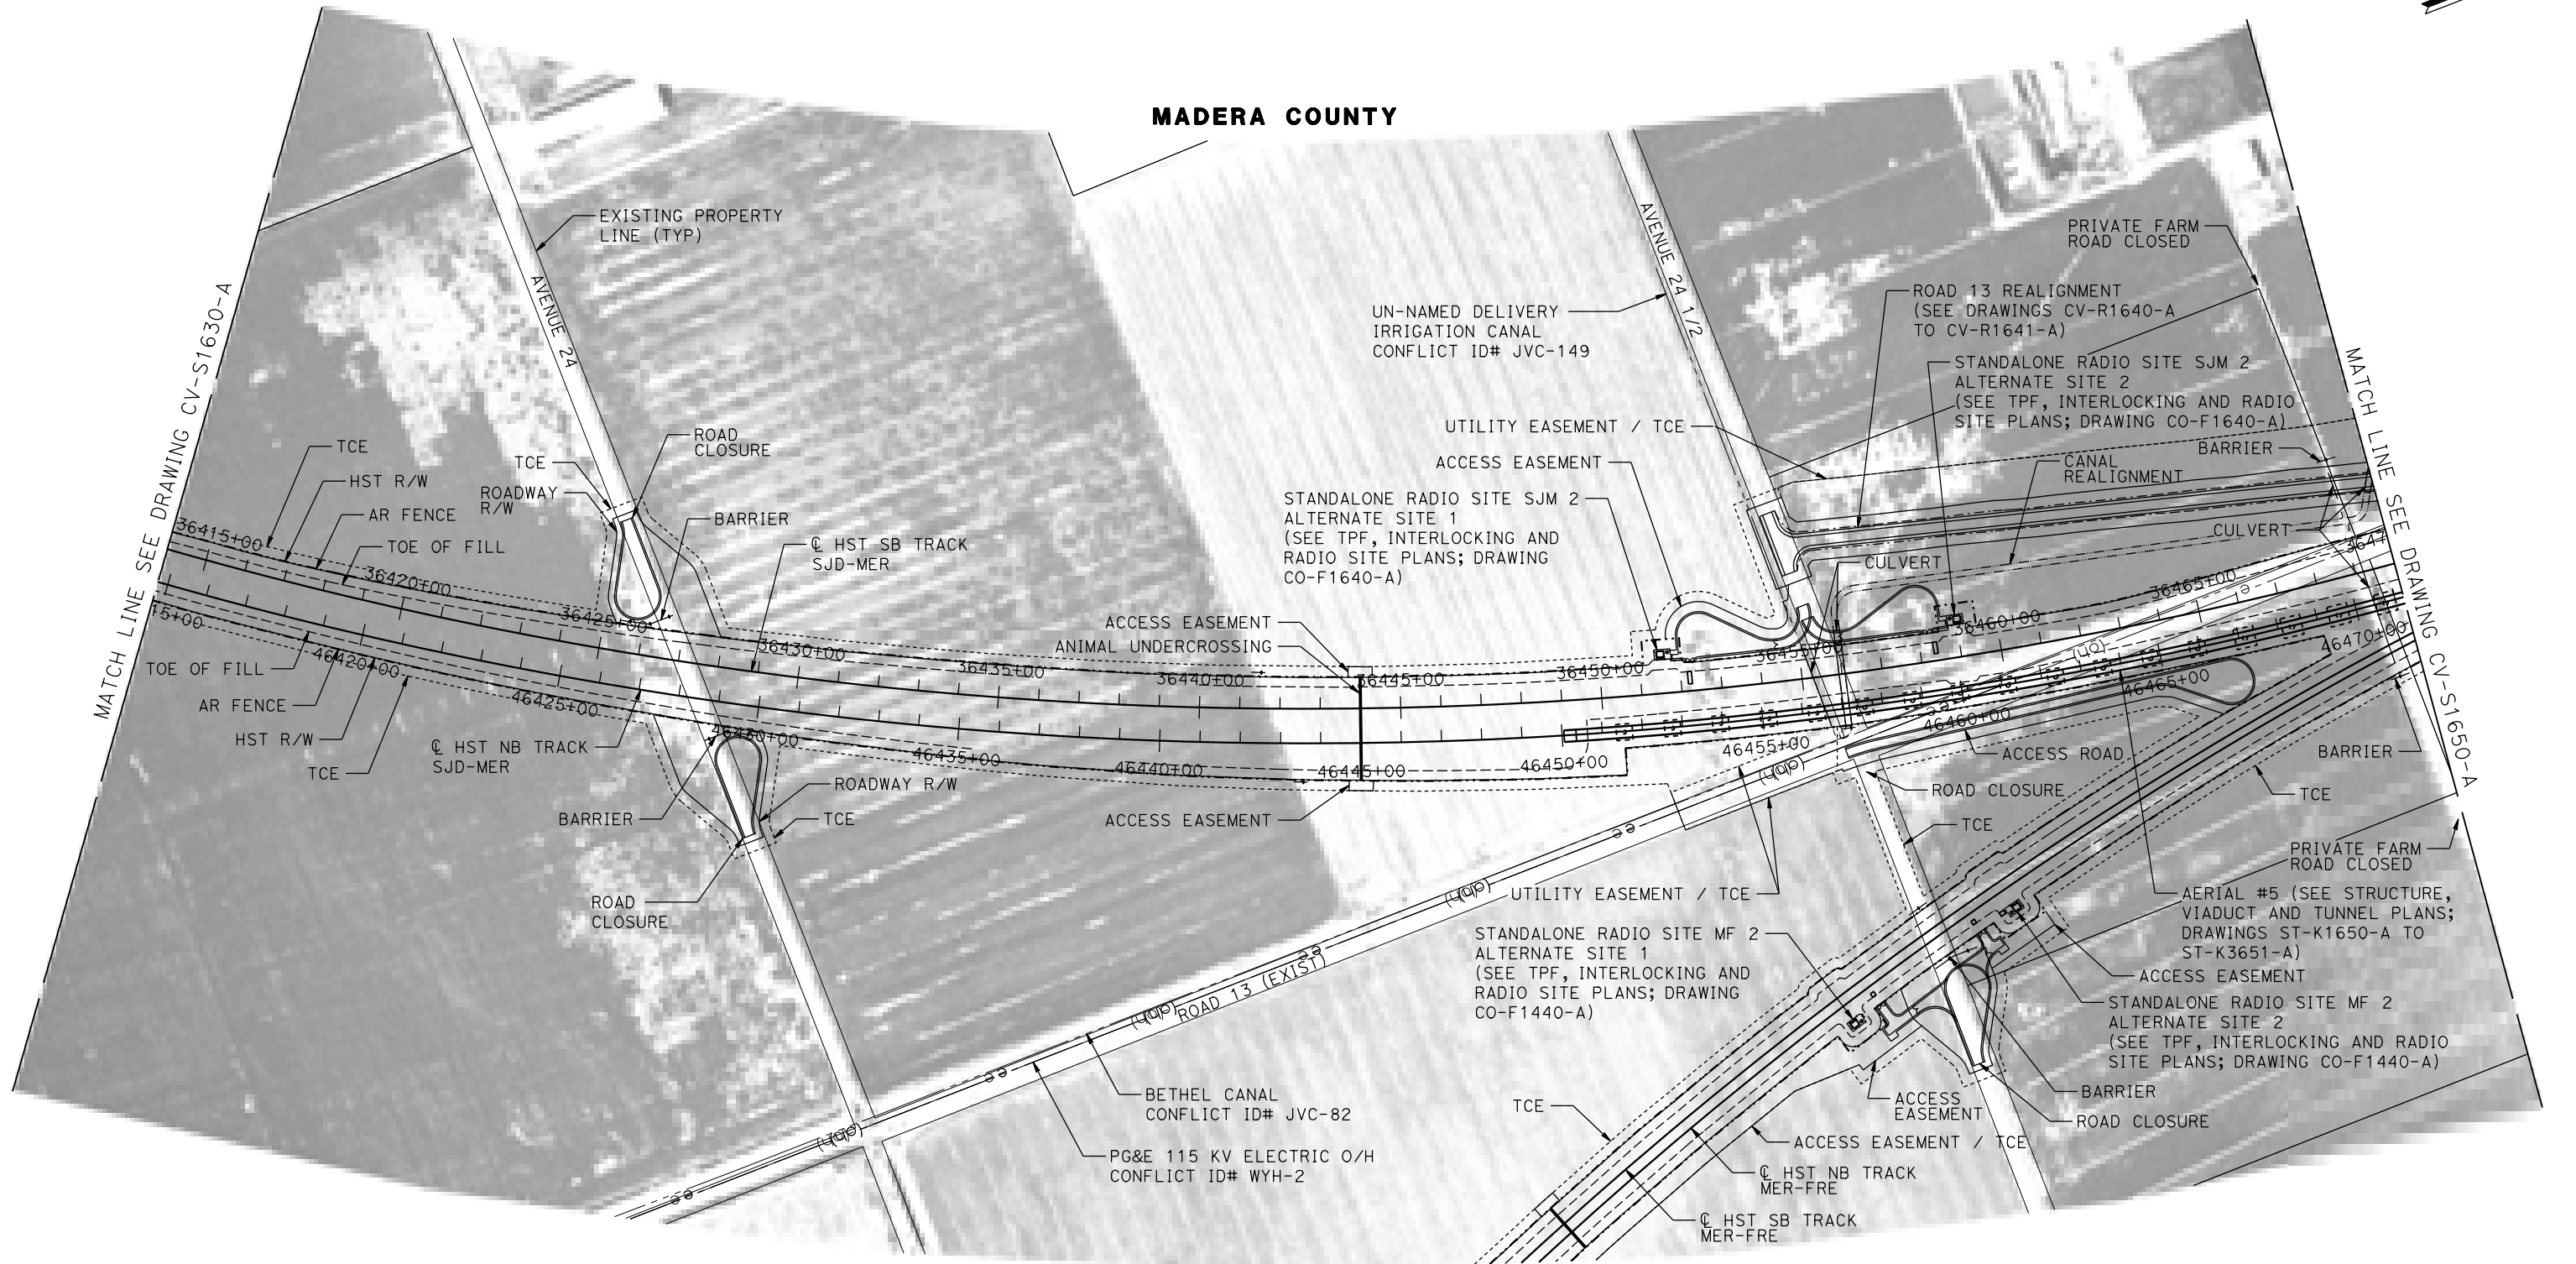 MADERA COUNTY
EXISTING PROPERTY
LINE (TYP)
AVENUE 24
MATCH LINE SEE DRAWING CV-S1630-A
TCE
HST R/W
AR FENCE
TOE OF FILL
TCE
ROADWAY
R/W
ROAD
CLOSURE
BARRIER
℄ HST SB TRACK
SJD-MER
36415+00
36420+00
36425+00
36430+00
36435+00
36440+00
36445+00
36450+00
36455+00
36460+00
36465+00
3647
15+00
46420+00
46425+00
46430+00
46435+00
46440+00
46445+00
46450+00
46455+00
46460+00
46465+00
46470+00
TOE OF FILL
AR FENCE
HST R/W
TCE
℄ HST NB TRACK
SJD-MER
BARRIER
ROAD
CLOSURE
ROADWAY R/W
TCE
ACCESS EASEMENT
ANIMAL UNDERCROSSING
ACCESS EASEMENT
UN-NAMED DELIVERY
IRRIGATION CANAL
CONFLICT ID# JVC-149
AVENUE 24 1/2
UTILITY EASEMENT / TCE
ACCESS EASEMENT
STANDALONE RADIO SITE SJM 2
ALTERNATE SITE 1
(SEE TPF, INTERLOCKING AND
RADIO SITE PLANS; DRAWING
CO-F1640-A)
PRIVATE FARM
ROAD CLOSED
ROAD 13 REALIGNMENT
(SEE DRAWINGS CV-R1640-A
TO CV-R1641-A)
STANDALONE RADIO SITE SJM 2
ALTERNATE SITE 2
(SEE TPF, INTERLOCKING AND RADIO
SITE PLANS; DRAWING CO-F1640-A)
BARRIER
CANAL
REALIGNMENT
CULVERT
CULVERT
MATCH LINE SEE DRAWING CV-S1650-A
ACCESS ROAD
BARRIER
ROAD CLOSURE
TCE
TCE
PRIVATE FARM
ROAD CLOSED
AERIAL #5 (SEE STRUCTURE,
VIADUCT AND TUNNEL PLANS;
DRAWINGS ST-K1650-A TO
ST-K3651-A)
ACCESS EASEMENT
STANDALONE RADIO SITE MF 2
ALTERNATE SITE 2
(SEE TPF, INTERLOCKING AND RADIO
SITE PLANS; DRAWING CO-F1440-A)
BARRIER
ROAD CLOSURE
UTILITY EASEMENT / TCE
STANDALONE RADIO SITE MF 2
ALTERNATE SITE 1
(SEE TPF, INTERLOCKING AND
RADIO SITE PLANS; DRAWING
CO-F1440-A)
ROAD 13 (EXIST)
BETHEL CANAL
CONFLICT ID# JVC-82
PG&E 115 KV ELECTRIC O/H
CONFLICT ID# WYH-2
TCE
ACCESS
EASEMENT
ACCESS EASEMENT / TCE
℄ HST NB TRACK
MER-FRE
℄ HST SB TRACK
MER-FRE